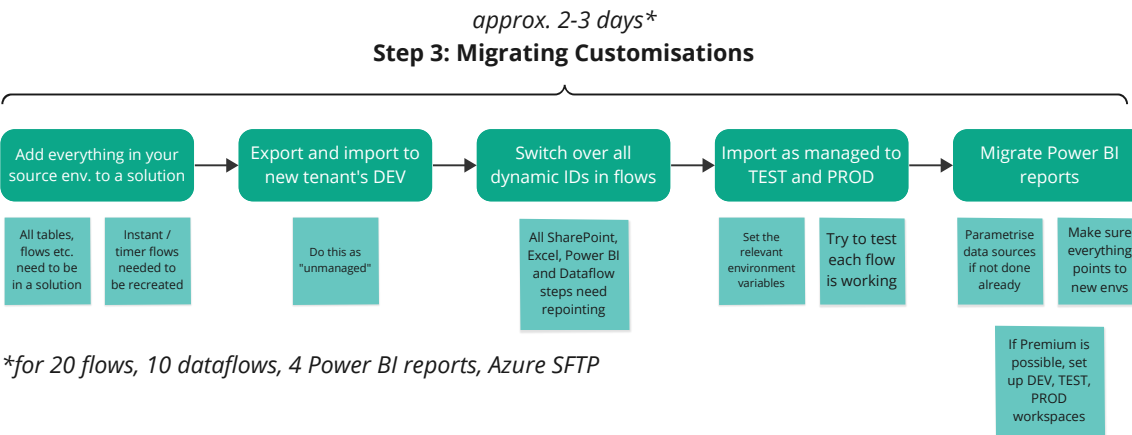 approx. 2-3 days*
Step 3: Migrating Customisations
Add everything in your
source env. to a solution
Export and import to
new tenant's DEV
Switch over all
dynamic IDs in flows
Import as managed to
TEST and PROD
Migrate Power BI
reports
All tables,
flows etc.
need to be
in a solution
Instant /
timer flows
needed to
be recreated
Do this as
"unmanaged"
All SharePoint,
Excel, Power BI
and Dataflow
steps need
repointing
Set the
relevant
environment
variables
Try to test
each flow
is working
Parametrise
data sources
if not done
already
Make sure
everything
points to
new envs
If Premium is
possible, set
up DEV, TEST,
PROD
workspaces
*for 20 flows, 10 dataflows, 4 Power BI reports, Azure SFTP